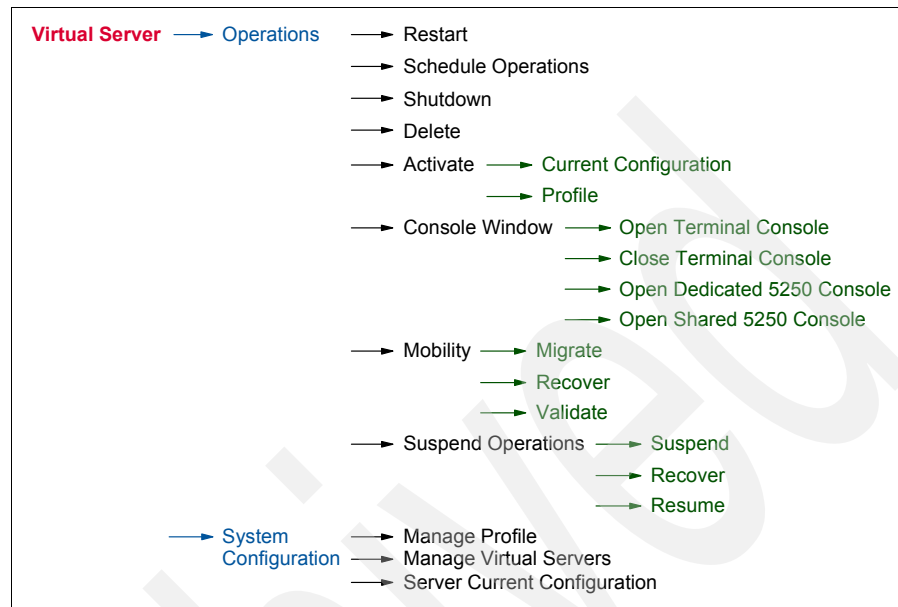 Virtual Server Operations Restart
Schedule Operations
Shutdown
Delete
Activate Current Configuration
Profile
Console Window Open Terminal Console
Close Terminal Console
Open Dedicated 5250 Console
Open Shared 5250 Console
Mobility Migrate
Recover
Validate
Suspend Operations Suspend
Recover
Resume
System Manage Profile
Configuration Manage Virtual Servers
Server Current Configuration